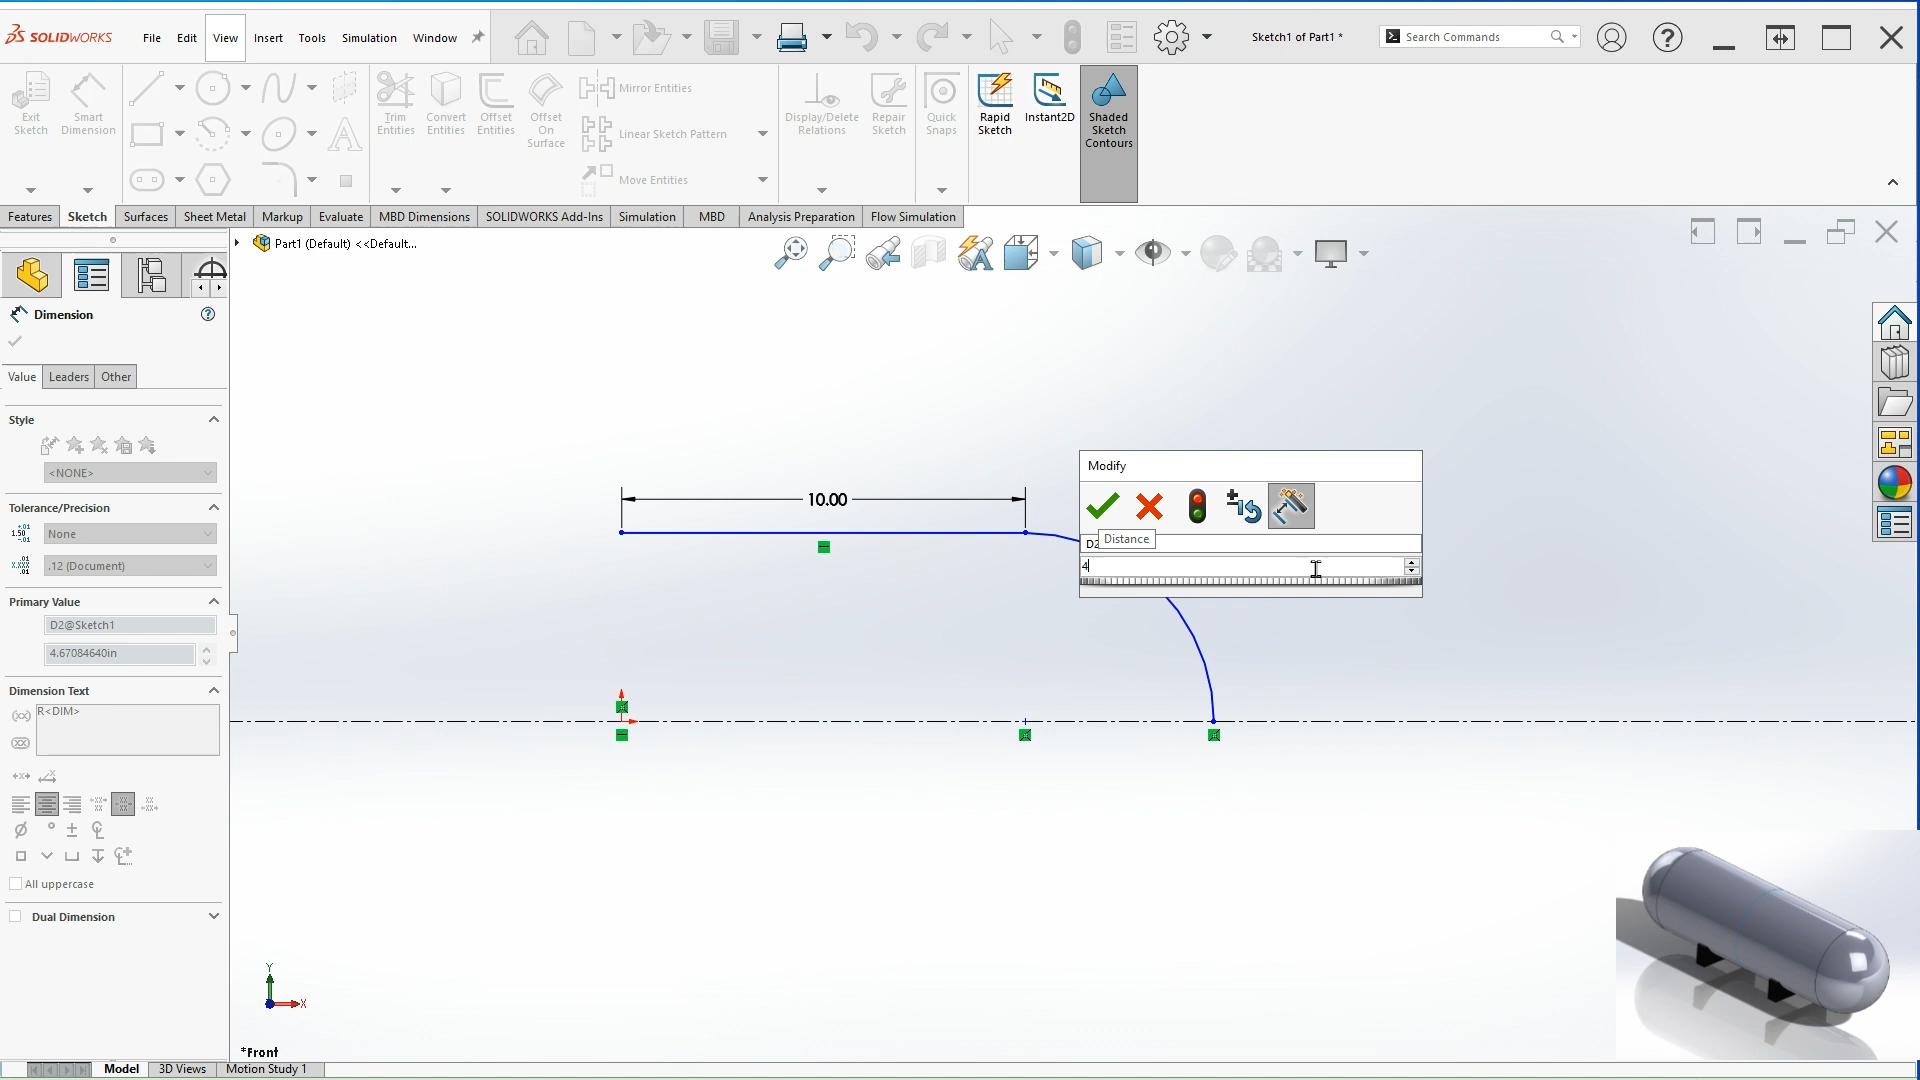 SOLIDWORKS File Edit View Insert Tools Simulation Window Sketch1 of Part1 * Search Commands
Exit Sketch
Smart Dimension
Trim Entities
Convert Entities
Offset Entities
Offset On Surface
Mirror Entities
Linear Sketch Pattern
Move Entities
Display/Delete Relations
Repair Sketch
Quick Snaps
Rapid Sketch
Instant2D
Shaded Sketch Contours
Features Sketch Surfaces Sheet Metal Markup Evaluate MBD Dimensions SOLIDWORKS Add-Ins Simulation MBD Analysis Preparation Flow Simulation
Part1 (Default) <<Default...
Dimension
Value Leaders Other
Style
<NONE>
Tolerance/Precision
None
.12 (Document)
Primary Value
D2@Sketch1
4.67084640in
Dimension Text
R<DIM>
All uppercase
Dual Dimension
10.00
Modify
D2
Distance
4
Y
X
*Front
Model 3D Views Motion Study 1